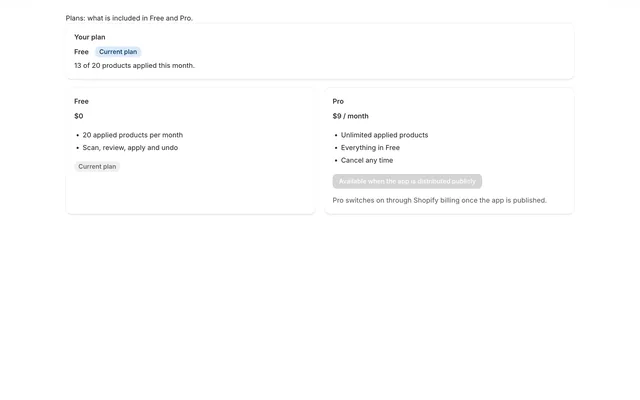 Plans: what is included in Free and Pro.
Your plan
Free Current plan
13 of 20 products applied this month.
Free
$0
• 20 applied products per month
• Scan, review, apply and undo
Current plan
Pro
$9 / month
• Unlimited applied products
• Everything in Free
• Cancel any time
Available when the app is distributed publicly
Pro switches on through Shopify billing once the app is published.